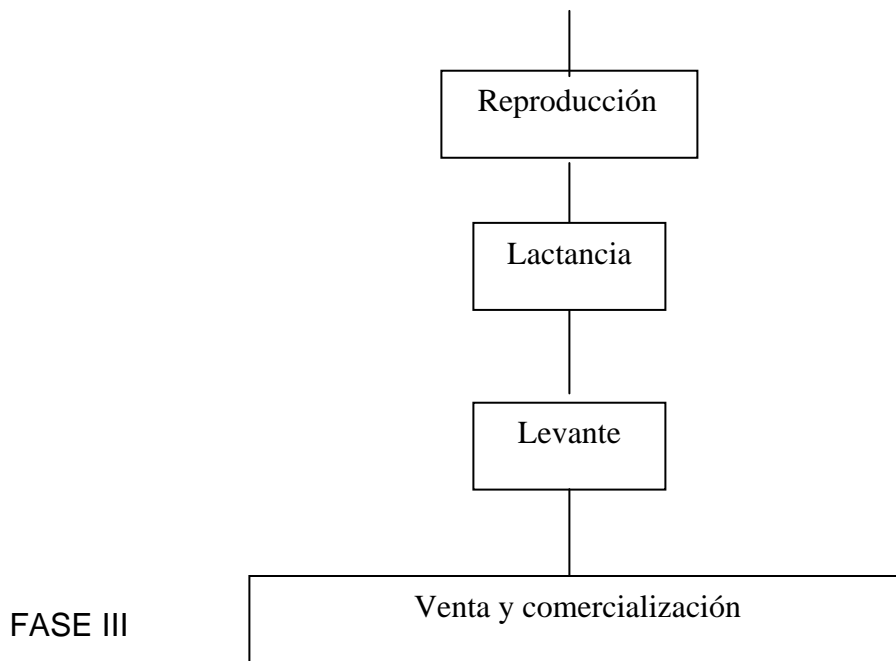 Reproducción
Lactancia
Levante
Venta y comercialización
FASE III